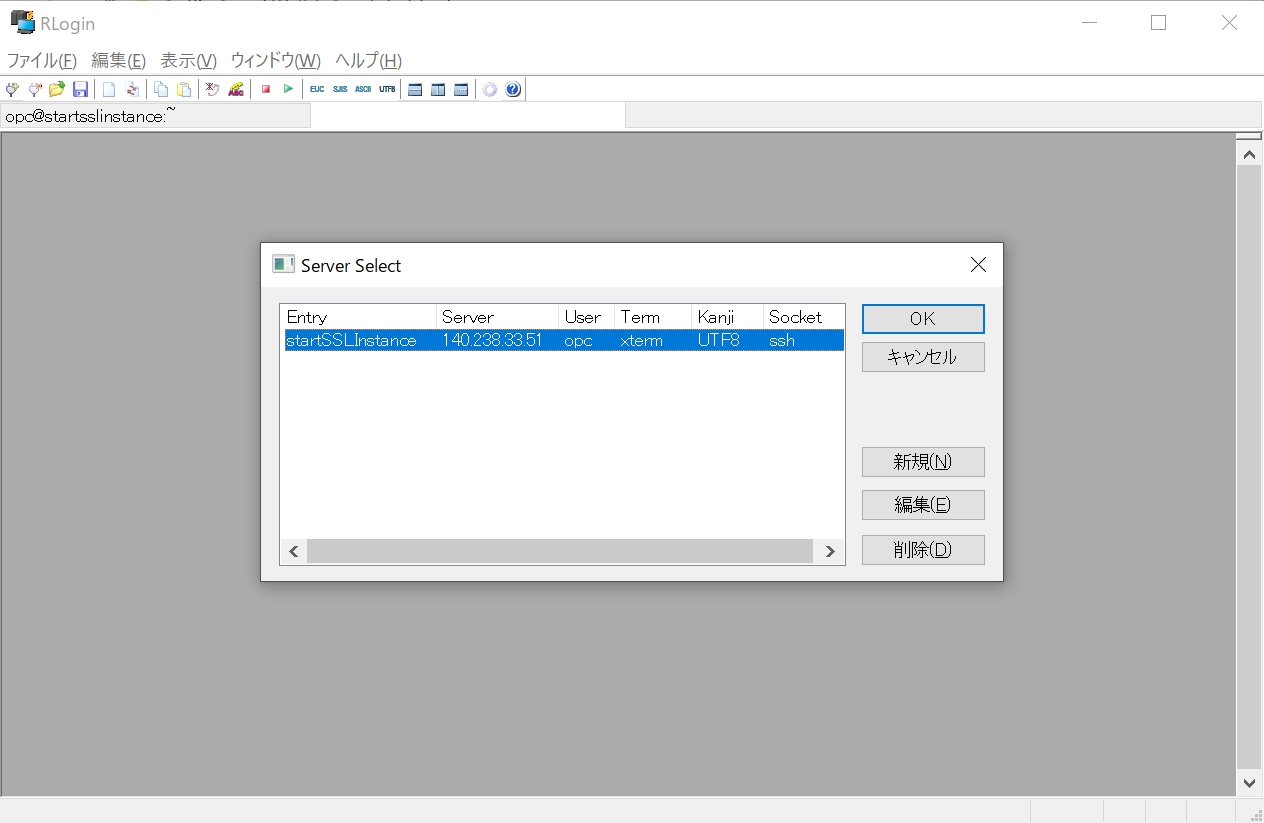 RLogin
ファイル(F) 編集(E) 表示(V) ウィンドウ(W) ヘルプ(H)
ABC EUC SJIS ASCII UTF8
opc@startsslinstance:~
Server Select
Entry Server User Term Kanji Socket
startSSLInstance 140.238.33.51 opc xterm UTF8 ssh
OK
キャンセル
新規(N)
編集(E)
削除(D)